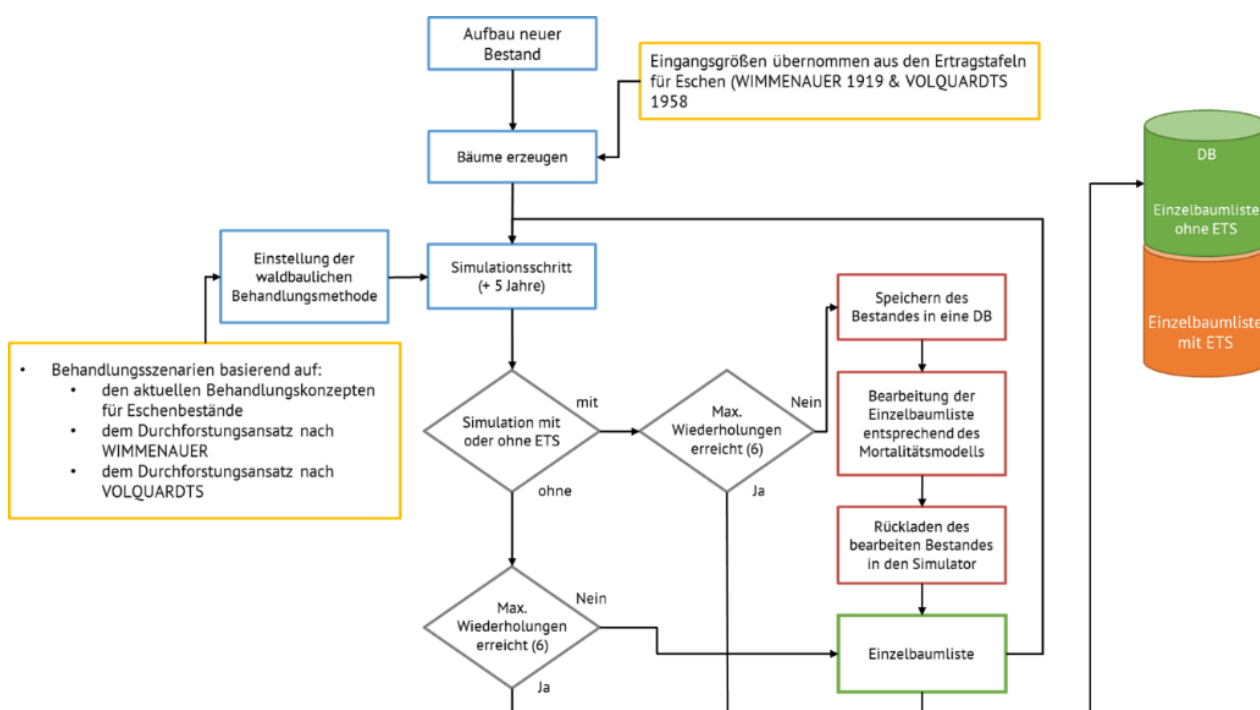 Aufbau neuer
Bestand
Eingangsgrößen übernommen aus den Ertragstafeln
für Eschen (WIMMENAUER 1919 & VOLQUARDTS
1958
Bäume erzeugen
DB
Einzelbaumliste
ohne ETS
Einzelbaumliste
mit ETS
Einstellung der
waldbaulichen
Behandlungsmethode
Simulationsschritt
(+ 5 Jahre)
Speichern des
Bestandes in eine DB
• Behandlungsszenarien basierend auf:
• den aktuellen Behandlungskonzepten
für Eschenbestände
• dem Durchforstungsansatz nach
WIMMENAUER
• dem Durchforstungsansatz nach
VOLQUARDTS
Simulation mit
oder ohne ETS
mit
ohne
Max.
Wiederholungen
erreicht (6)
Nein
Ja
Bearbeitung der
Einzelbaumliste
entsprechend des
Mortalitätsmodells
Rückladen des
bearbeiten Bestandes
in den Simulator
Max.
Wiederholungen
erreicht (6)
Nein
Ja
Einzelbaumliste